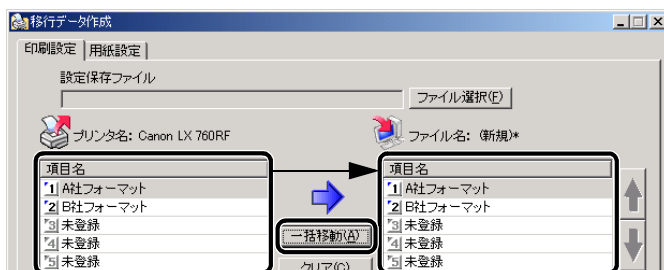 移行データ作成
印刷設定 用紙設定
設定保存ファイル
ファイル選択(F)
プリンタ名: Canon LX 760RF
ファイル名: (新規)*
項目名
1 A社フォーマット
2 B社フォーマット
3 未登録
4 未登録
5 未登録
一括移動(A)
クリア(C)
項目名
1 A社フォーマット
2 B社フォーマット
3 未登録
4 未登録
5 未登録